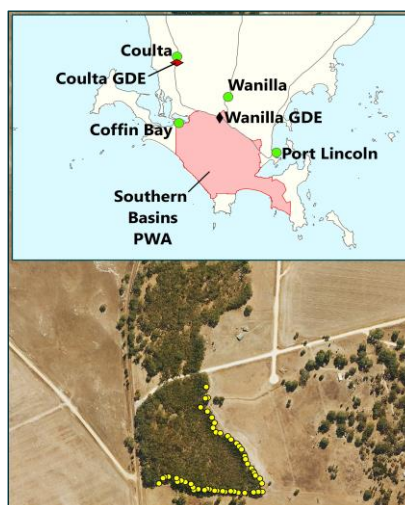 Coulta
Coulta GDE
Wanilla
Wanilla GDE
Coffin Bay
Port Lincoln
Southern
Basins
PWA